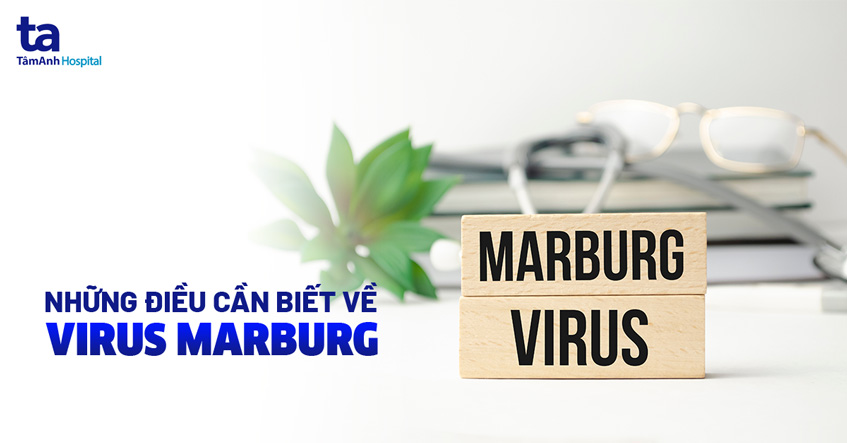 ta
TâmAnh Hospital
NHỮNG ĐIỀU CẦN BIẾT VỀ
VIRUS MARBURG
MARBURG
VIRUS